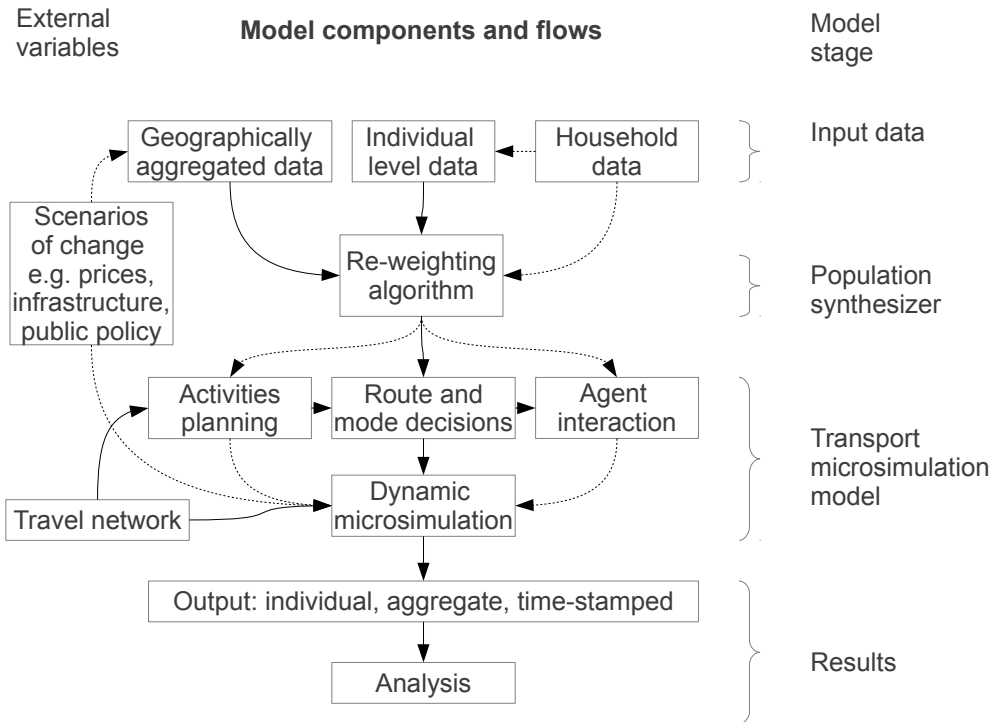 External
variables
Model components and flows
Model
stage
Geographically
aggregated data
Individual
level data
Household
data
Input data
Scenarios
of change
e.g. prices,
infrastructure,
public policy
Re-weighting
algorithm
Population
synthesizer
Activities
planning
Route and
mode decisions
Agent
interaction
Transport
microsimulation
model
Travel network
Dynamic
microsimulation
Output: individual, aggregate, time-stamped
Results
Analysis